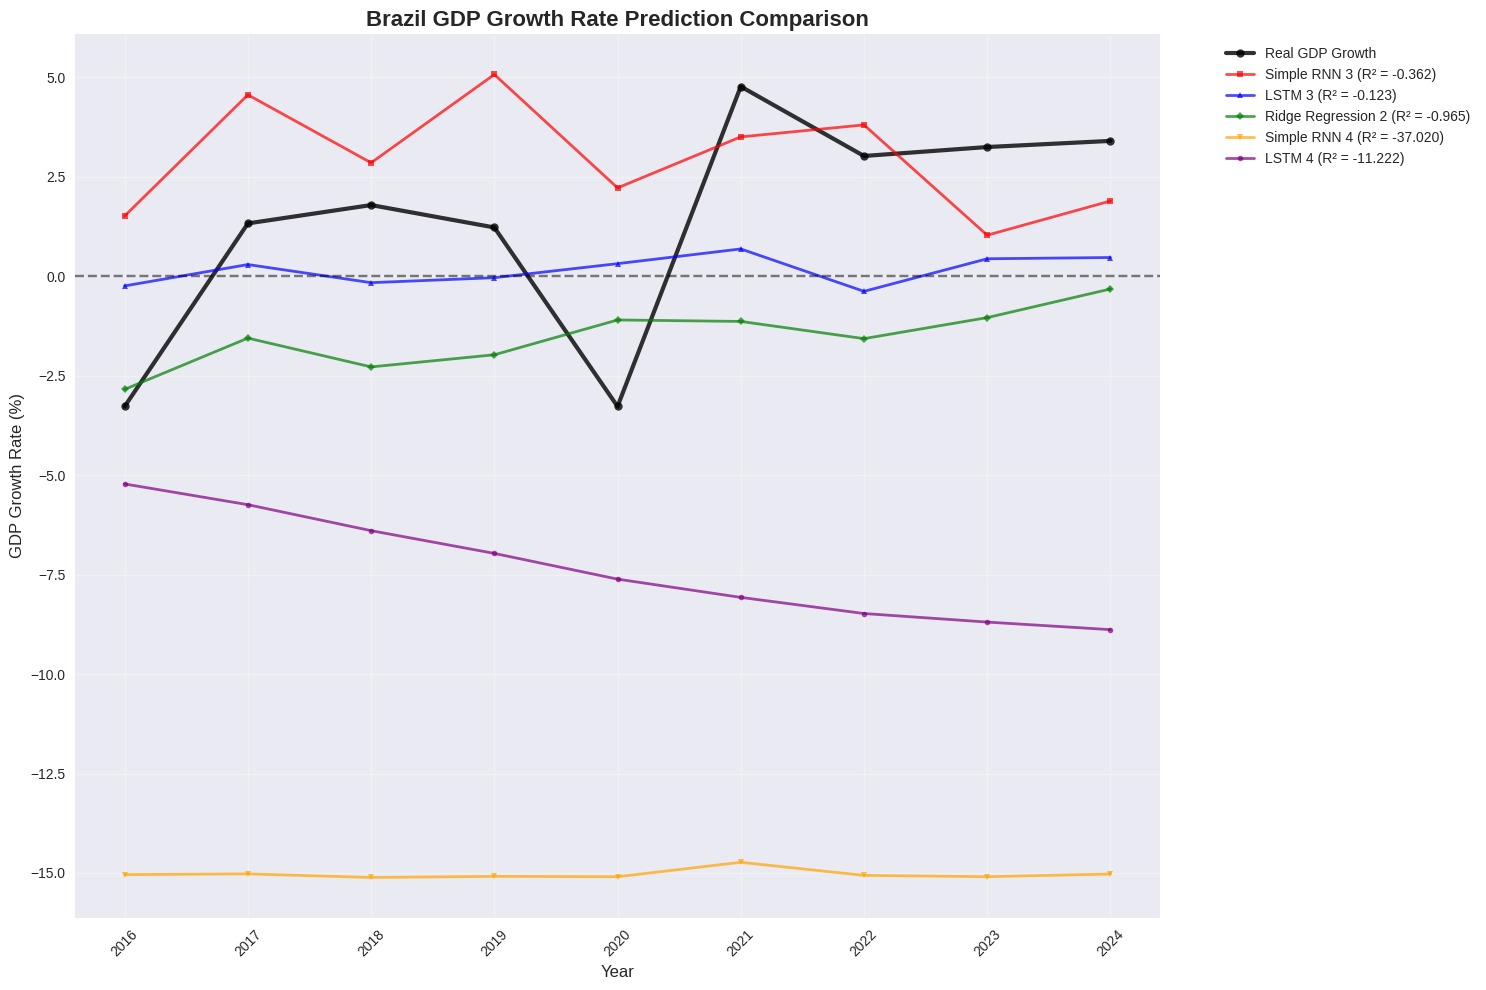 Brazil GDP Growth Rate Prediction Comparison
Real GDP Growth
Simple RNN 3 (R² = -0.362)
LSTM 3 (R² = -0.123)
Ridge Regression 2 (R² = -0.965)
Simple RNN 4 (R² = -37.020)
LSTM 4 (R² = -11.222)
GDP Growth Rate (%)
5.0
2.5
0.0
−2.5
−5.0
−7.5
−10.0
−12.5
−15.0
2016 2017 2018 2019 2020 2021 2022 2023 2024
Year